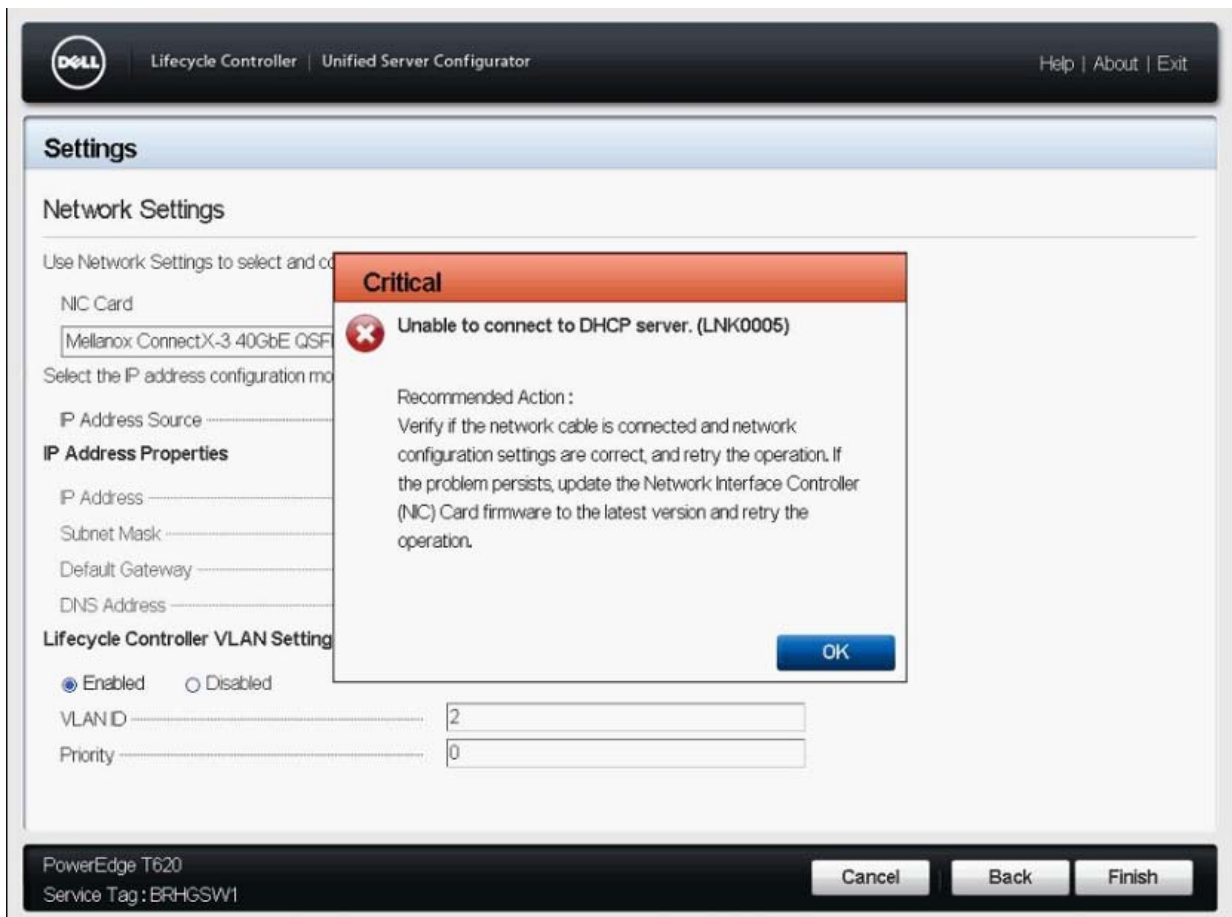 DELL
Lifecycle Controller | Unified Server Configurator
Help | About | Exit
Settings
Network Settings
Use Network Settings to select and co
NIC Card
Mellanox ConnectX-3 40GbE QSF
Select the IP address configuration mo
IP Address Source
IP Address Properties
IP Address
Subnet Mask
Default Gateway
DNS Address
Lifecycle Controller VLAN Setting
Enabled Disabled
VLAN ID 2
Priority 0
Critical
Unable to connect to DHCP server. (LNK0005)
Recommended Action :
Verify if the network cable is connected and network
configuration settings are correct, and retry the operation. If
the problem persists, update the Network Interface Controller
(NIC) Card firmware to the latest version and retry the
operation.
OK
PowerEdge T620
Service Tag : BRHGSW1
Cancel Back Finish